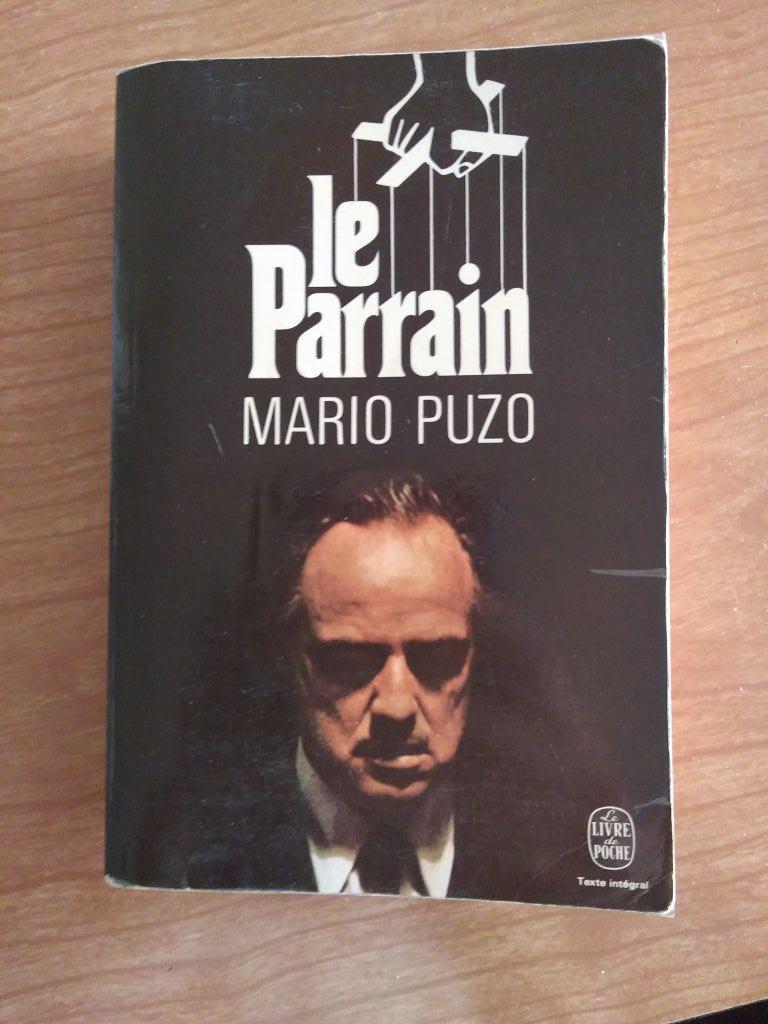 le
Parrain
MARIO PUZO
Le
LIVRE
de
POCHE
Texte intégral